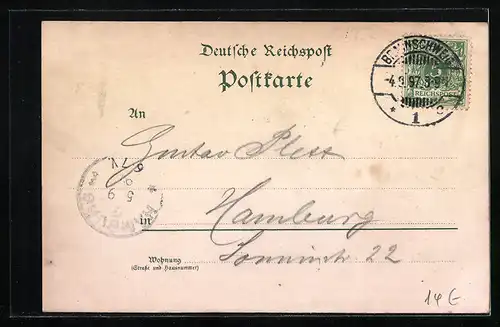 Deutsche Reichspost
Postkarte
BRAUNSCHWEIG
4.9.97.
1
REICHSPOST
An
Gustav Pless
in Hamburg
Sonninstr 22
Wohnung
(Straße und Hausnummer)
14€